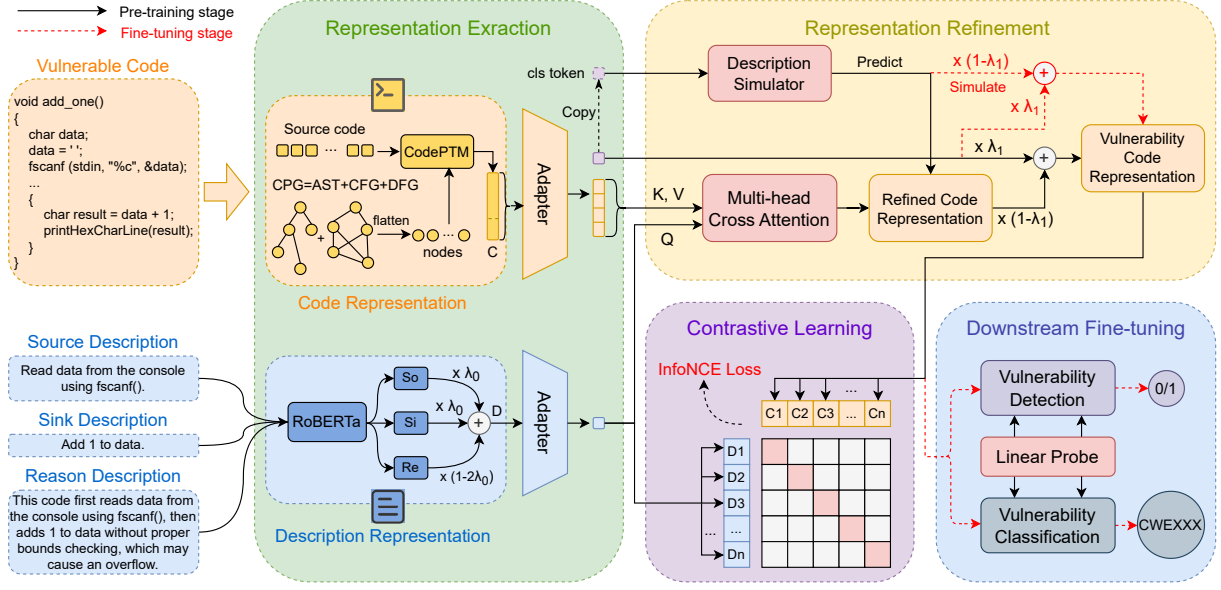 Pre-training stage
Fine-tuning stage
Vulnerable Code
void add_one()
{
char data;
data = ' ';
fscanf (stdin, "%c", &data);
...
{
char result = data + 1;
printHexCharLine(result);
}
}
Source Description
Read data from the console
using fscanf().
Sink Description
Add 1 to data.
Reason Description
This code first reads data from
the console using fscanf(), then
adds 1 to data without proper
bounds checking, which may
cause an overflow.
Representation Extraction
Source code
...
CodePTM
CPG=AST+CFG+DFG
+
flatten
...
nodes
C
Code Representation
Adapter
cls token
Copy
RoBERTa
So
Si
Re
x λ0
x λ0
x (1-2λ0)
+
D
Adapter
Description Representation
Representation Refinement
Description
Simulator
Predict
x (1-λ1)
Simulate
+
x λ1
x λ1
+
Vulnerability
Code
Representation
K, V
Q
Multi-head
Cross Attention
Refined Code
Representation
x (1-λ1)
Contrastive Learning
InfoNCE Loss
...
C1 C2 C3 ... Cn
D1
D2
D3
...
... ...
Dn
Downstream Fine-tuning
Vulnerability
Detection
0/1
Linear Probe
Vulnerability
Classification
CWEXXX